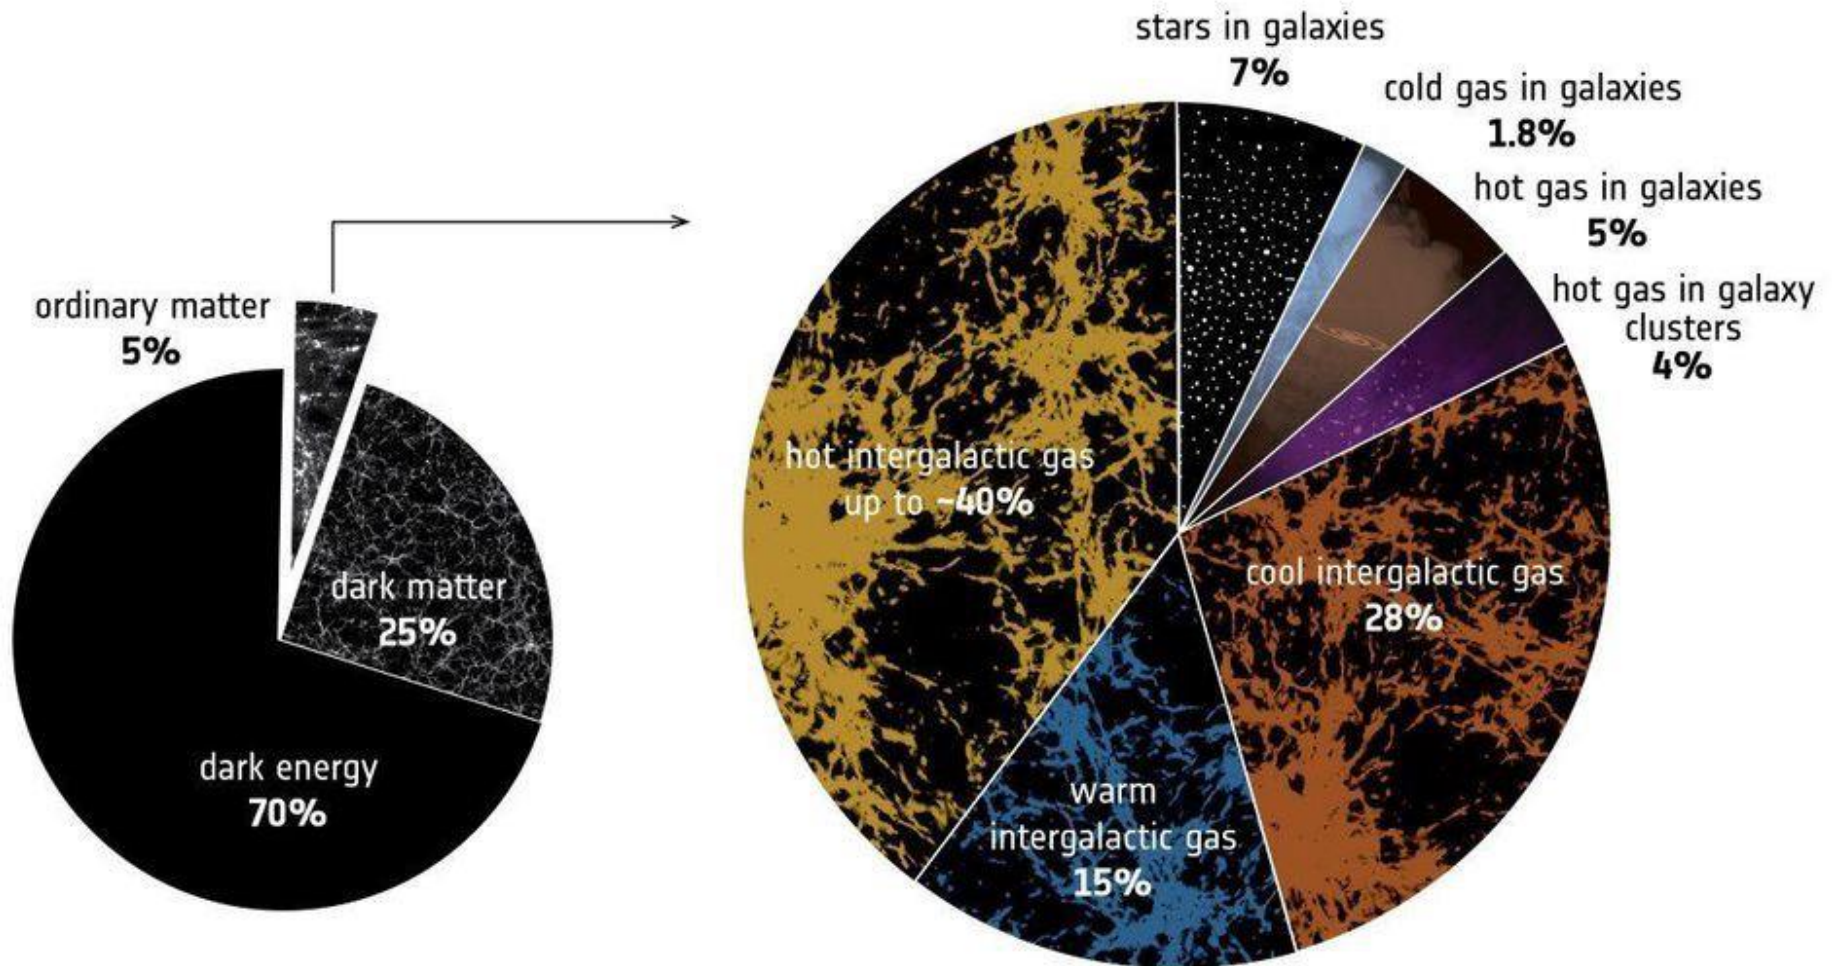 ordinary matter
5%
dark matter
25%
dark energy
70%
stars in galaxies
7%
cold gas in galaxies
1.8%
hot gas in galaxies
5%
hot gas in galaxy
clusters
4%
hot intergalactic gas
up to ~40%
cool intergalactic gas
28%
warm
intergalactic gas
15%